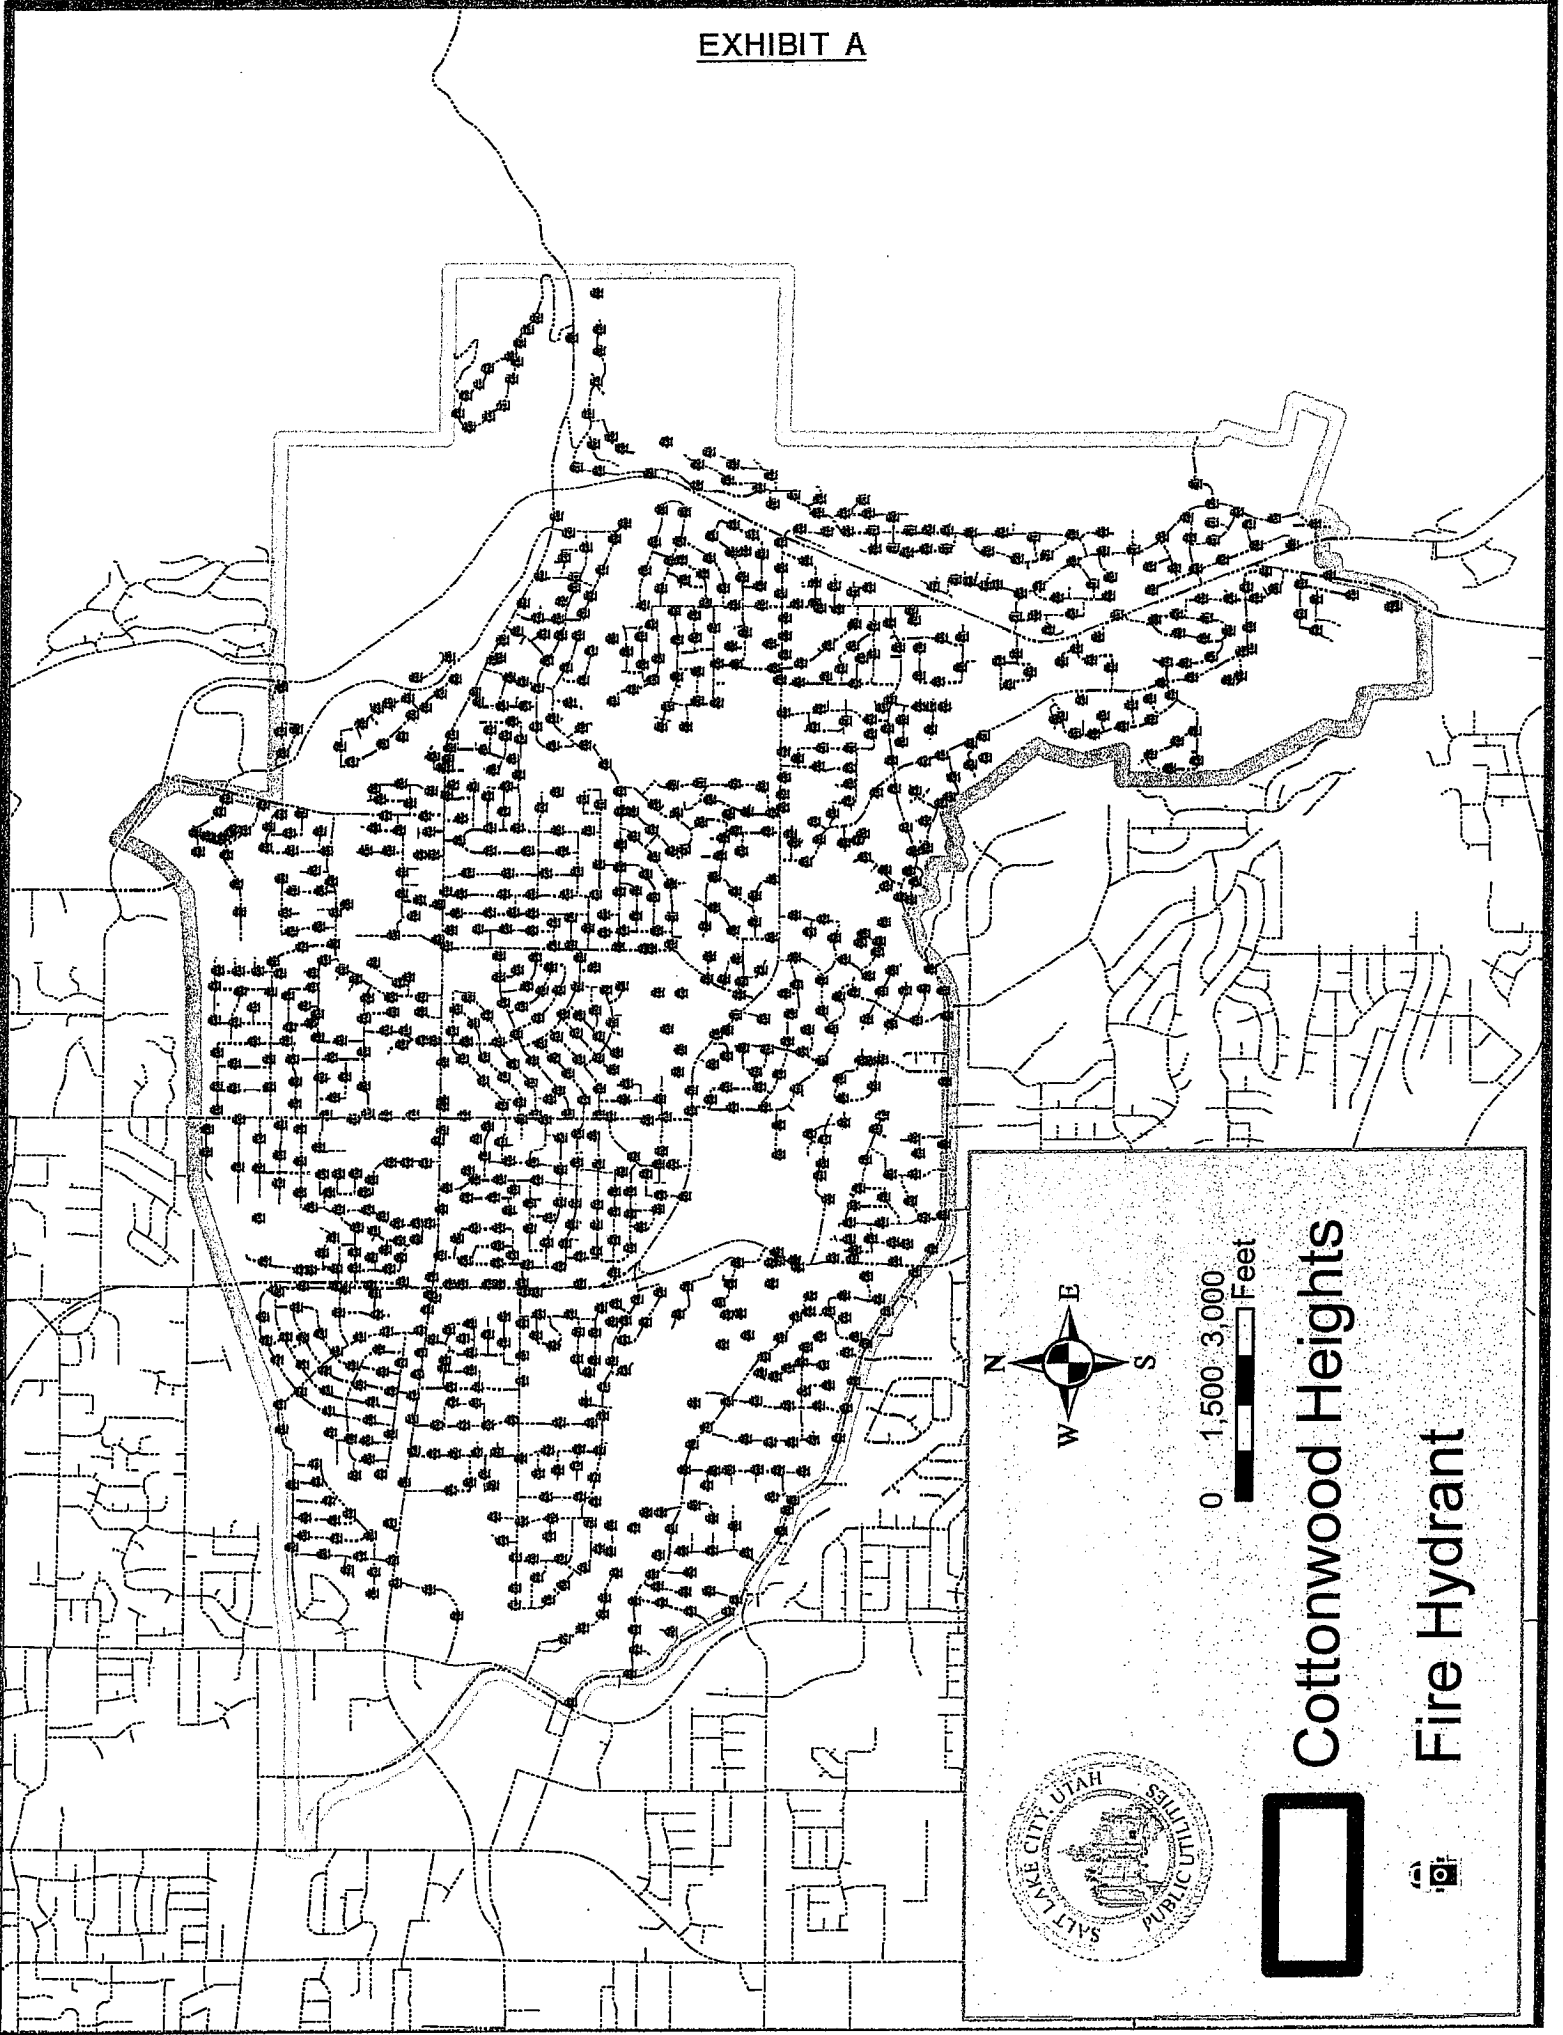 EXHIBIT A
N
W E
S
0 1,500 3,000
Feet
SALT LAKE CITY, UTAH
PUBLIC UTILITIES
Cottonwood Heights
Fire Hydrant